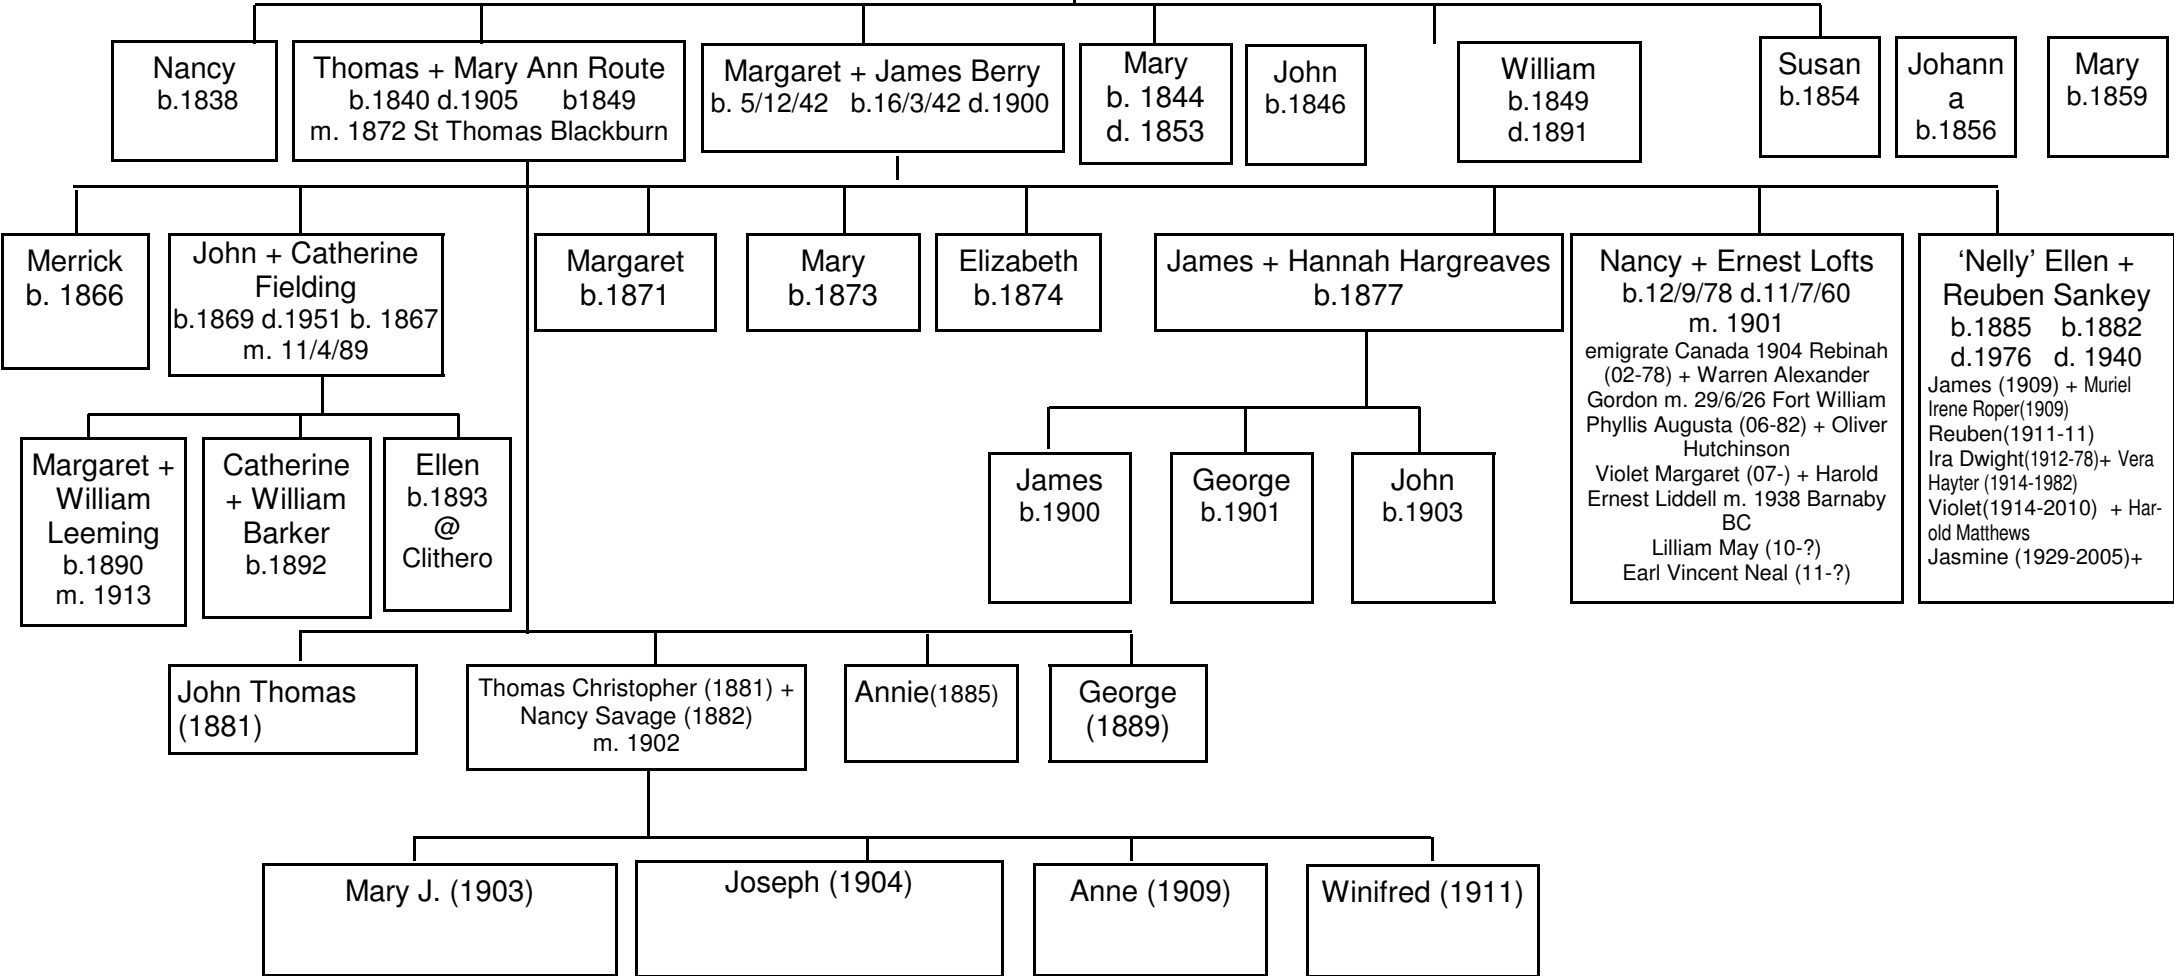 Nancy
b.1838
Thomas + Mary Ann Route
b.1840 d.1905 b1849
m. 1872 St Thomas Blackburn
Margaret + James Berry
b. 5/12/42 b.16/3/42 d.1900
Mary
b. 1844
d. 1853
John
b.1846
William
b.1849
d.1891
Susan
b.1854
Johann
a
b.1856
Mary
b.1859
Merrick
b. 1866
John + Catherine
Fielding
b.1869 d.1951 b. 1867
m. 11/4/89
Margaret
b.1871
Mary
b.1873
Elizabeth
b.1874
James + Hannah Hargreaves
b.1877
Nancy + Ernest Lofts
b.12/9/78 d.11/7/60
m. 1901
emigrate Canada 1904 Rebinah
(02-78) + Warren Alexander
Gordon m. 29/6/26 Fort William
Phyllis Augusta (06-82) + Oliver
Hutchinson
Violet Margaret (07-) + Harold
Ernest Liddell m. 1938 Barnaby
BC
Lilliam May (10-?)
Earl Vincent Neal (11-?)
‘Nelly’ Ellen +
Reuben Sankey
b.1885 b.1882
d.1976 d. 1940
James (1909) + Muriel
Irene Roper(1909)
Reuben(1911-11)
Ira Dwight(1912-78)+ Vera
Hayter (1914-1982)
Violet(1914-2010) + Har-
old Matthews
Jasmine (1929-2005)+
Margaret +
William
Leeming
b.1890
m. 1913
Catherine
+ William
Barker
b.1892
Ellen
b.1893
@
Clithero
James
b.1900
George
b.1901
John
b.1903
John Thomas
(1881)
Thomas Christopher (1881) +
Nancy Savage (1882)
m. 1902
Annie(1885)
George
(1889)
Mary J. (1903)
Joseph (1904)
Anne (1909)
Winifred (1911)